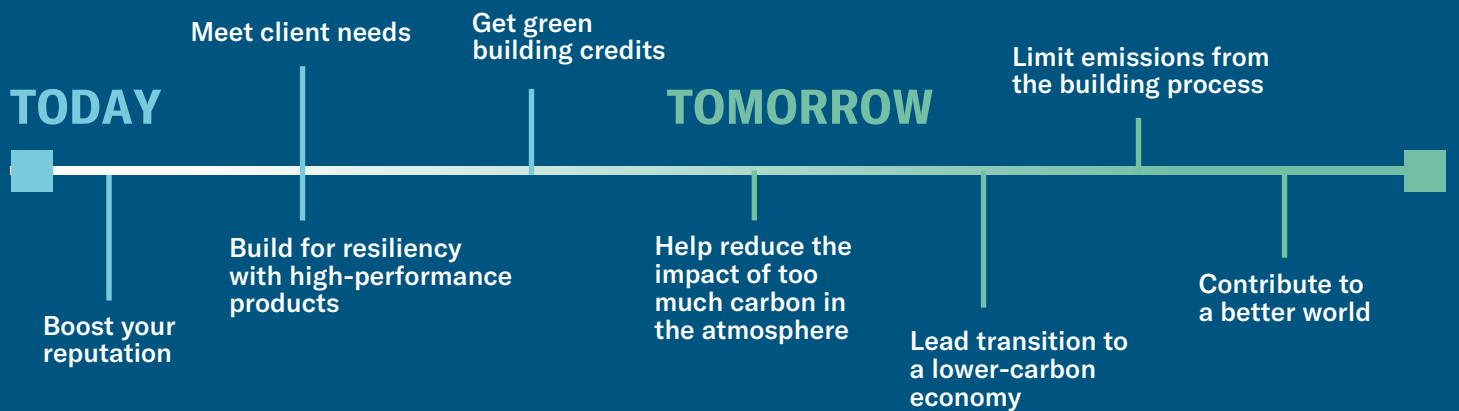 Meet client needs
Get green
building credits
Limit emissions from
the building process
TODAY
TOMORROW
Boost your
reputation
Build for resiliency
with high-performance
products
Help reduce the
impact of too
much carbon in
the atmosphere
Lead transition to
a lower-carbon
economy
Contribute to
a better world